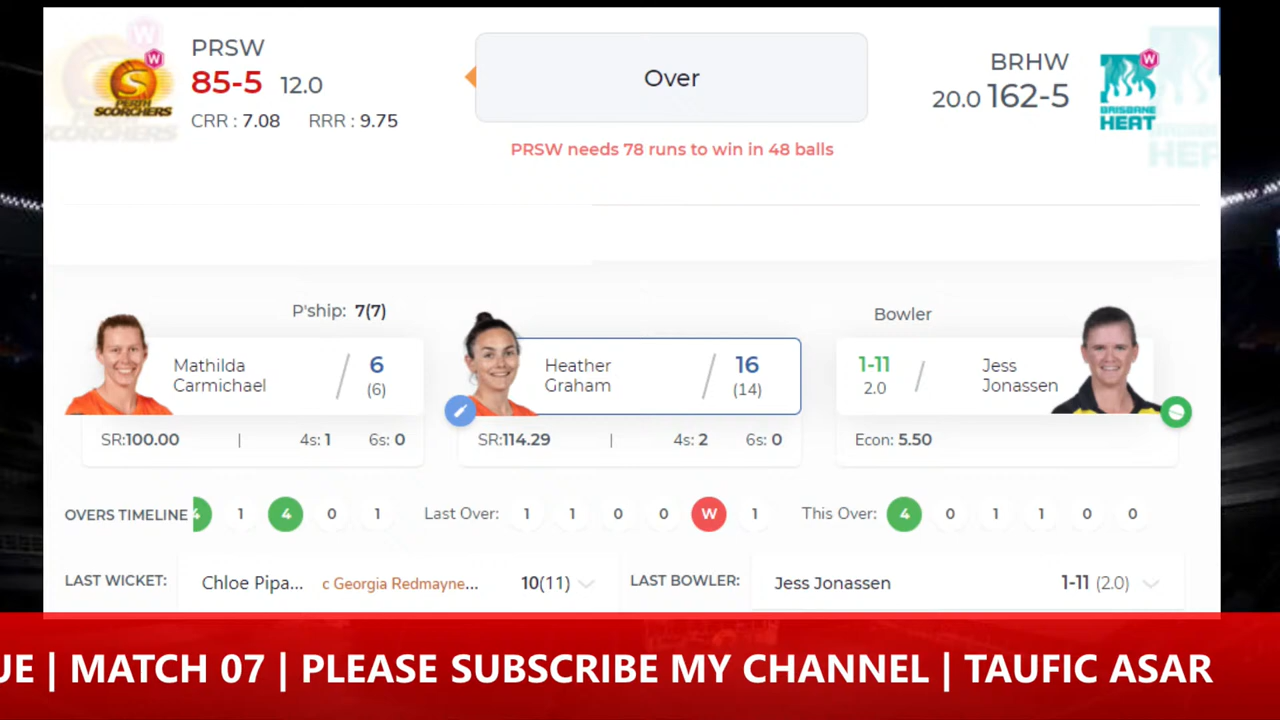 PRSW
85-5 12.0
CRR : 7.08 RRR : 9.75
Over
PRSW needs 78 runs to win in 48 balls
BRHW
20.0 162-5
W
PERTH
SCORCHERS
W
BRISBANE
HEAT
P'ship: 7(7)
Mathilda
Carmichael
6
(6)
SR:100.00 | 4s: 1 6s: 0
Heather
Graham
16
(14)
SR:114.29 | 4s: 2 6s: 0
Bowler
1-11
2.0
Jess
Jonassen
Econ: 5.50
OVERS TIMELINE 4 1 4 0 1 Last Over: 1 1 0 0 W 1 This Over: 4 0 1 1 0 0
LAST WICKET: Chloe Pipa... c Georgia Redmayne... 10(11) LAST BOWLER: Jess Jonassen 1-11 (2.0)
UE | MATCH 07 | PLEASE SUBSCRIBE MY CHANNEL | TAUFIC ASAR